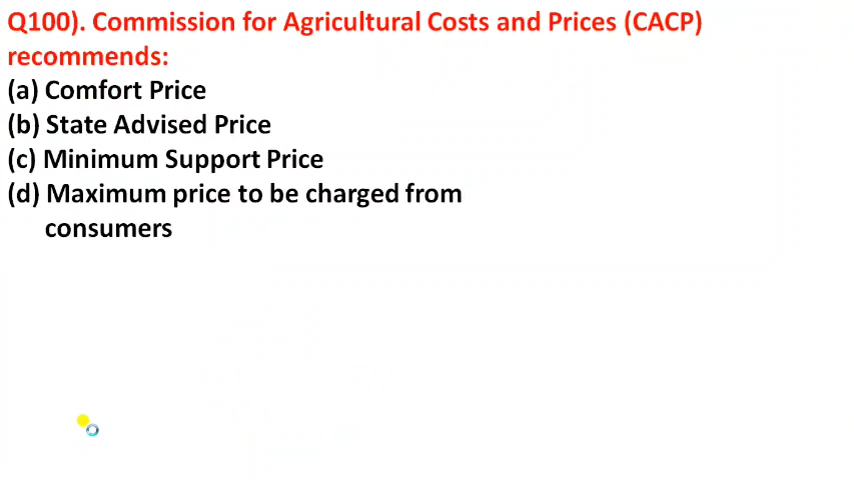 Q100). Commission for Agricultural Costs and Prices (CACP)
recommends:
(a) Comfort Price
(b) State Advised Price
(c) Minimum Support Price
(d) Maximum price to be charged from
consumers